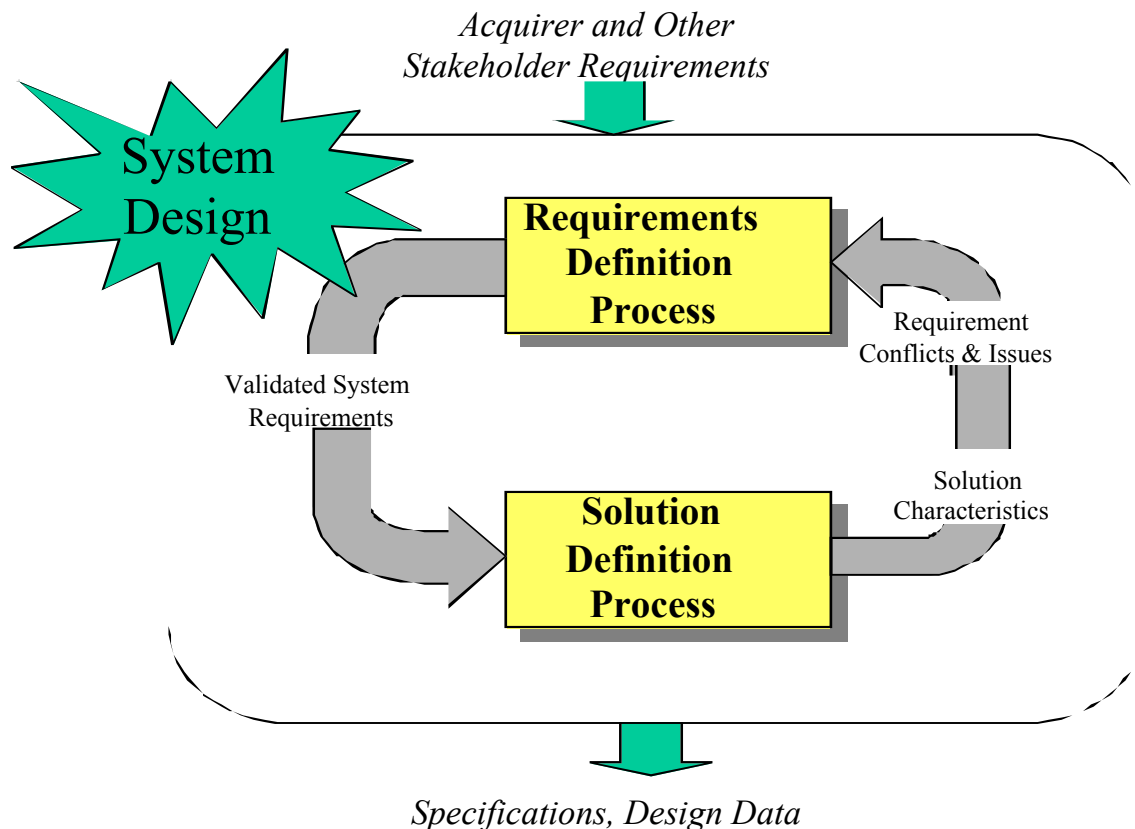 Acquirer and Other
Stakeholder Requirements
System
Design
Requirements
Definition
Process
Requirement
Conflicts & Issues
Validated System
Requirements
Solution
Characteristics
Solution
Definition
Process
Specifications, Design Data